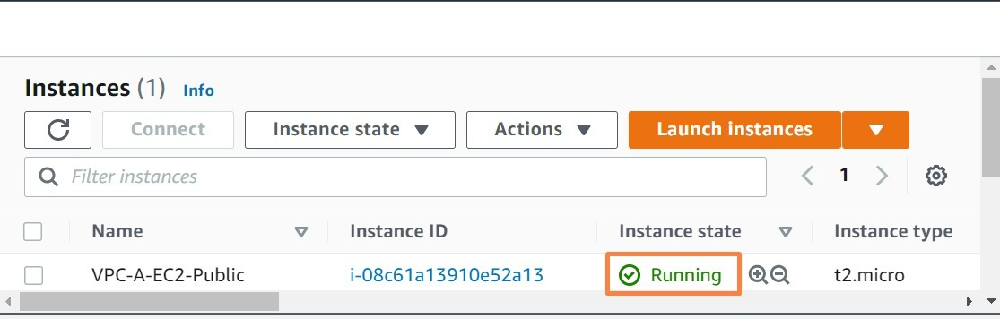 Instances (1) Info
Connect Instance state Actions Launch instances
Filter instances 1
Name Instance ID Instance state Instance type
VPC-A-EC2-Public i-08c61a13910e52a13 Running t2.micro